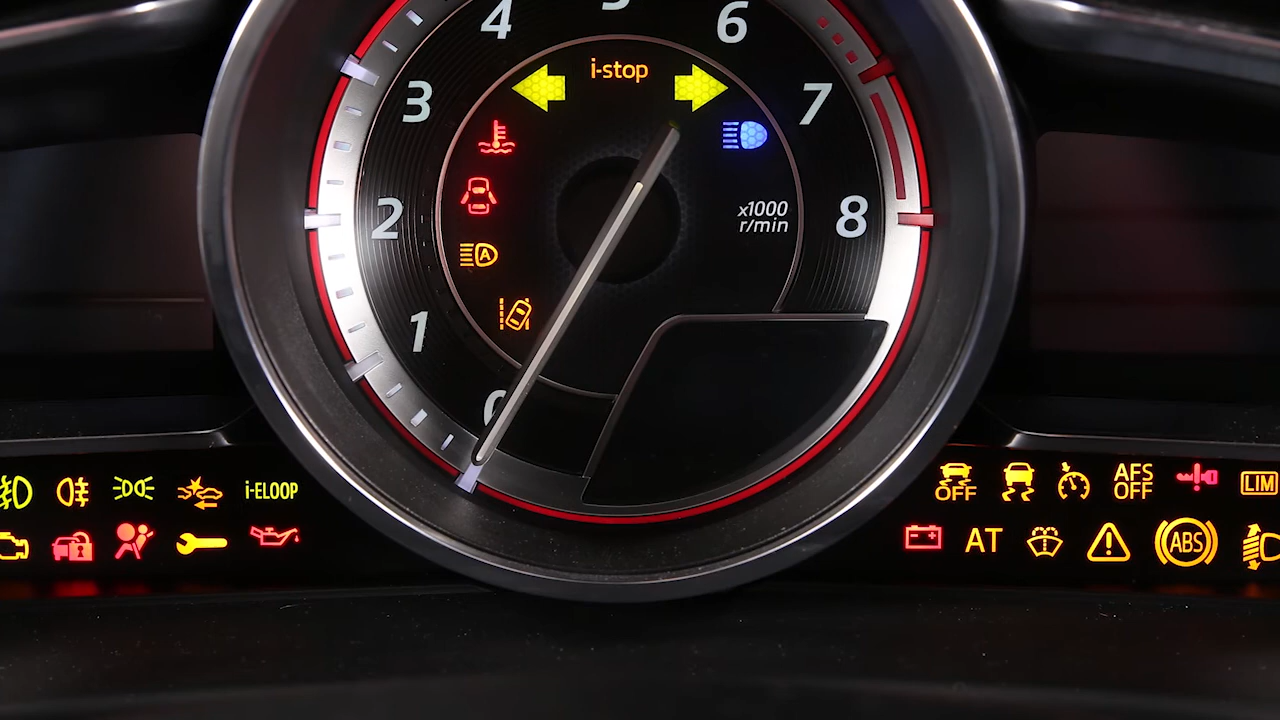 5
4
6
i-stop
3
7
A
2
x1000
r/min
8
1
0
i-ELOOP
OFF
AFS
OFF
LIM
AT
ABS